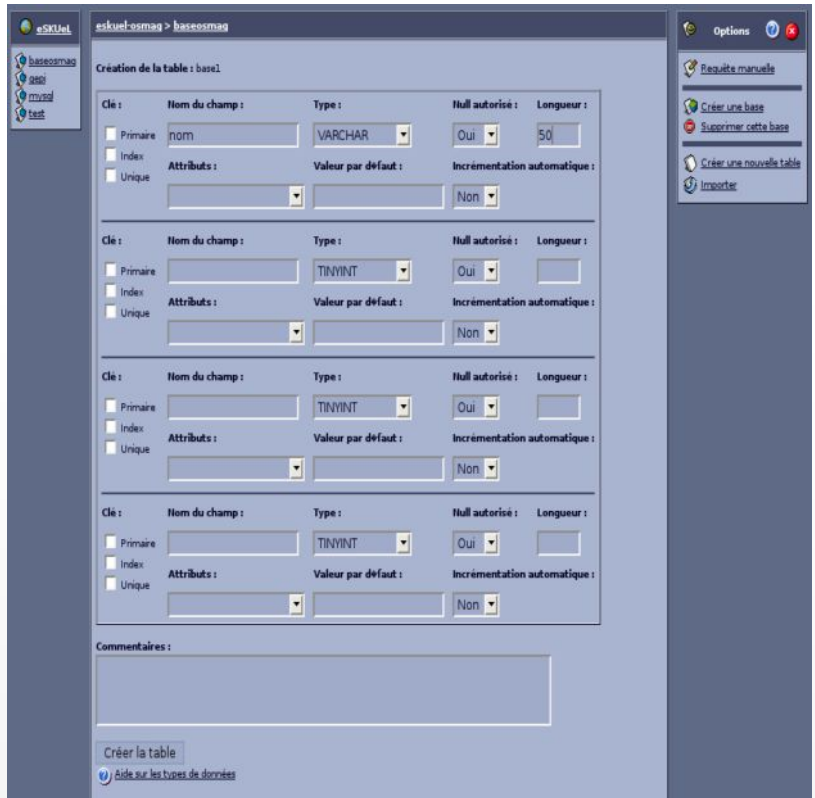 eSKUeL
baseosmag
gepi
mysql
test
eskuel-osmag > baseosmag
Création de la table : base1
Clé : Nom du champ : Type : Null autorisé : Longueur :
Primaire nom VARCHAR Oui 50
Index
Unique
Attributs : Valeur par d�faut : Incrémentation automatique :
Non
Clé : Nom du champ : Type : Null autorisé : Longueur :
Primaire TINYINT Oui
Index
Unique
Attributs : Valeur par d�faut : Incrémentation automatique :
Non
Clé : Nom du champ : Type : Null autorisé : Longueur :
Primaire TINYINT Oui
Index
Unique
Attributs : Valeur par d�faut : Incrémentation automatique :
Non
Clé : Nom du champ : Type : Null autorisé : Longueur :
Primaire TINYINT Oui
Index
Unique
Attributs : Valeur par d�faut : Incrémentation automatique :
Non
Commentaires :
Créer la table
Aide sur les types de données
Options
Requête manuelle
Créer une base
Supprimer cette base
Créer une nouvelle table
Importer